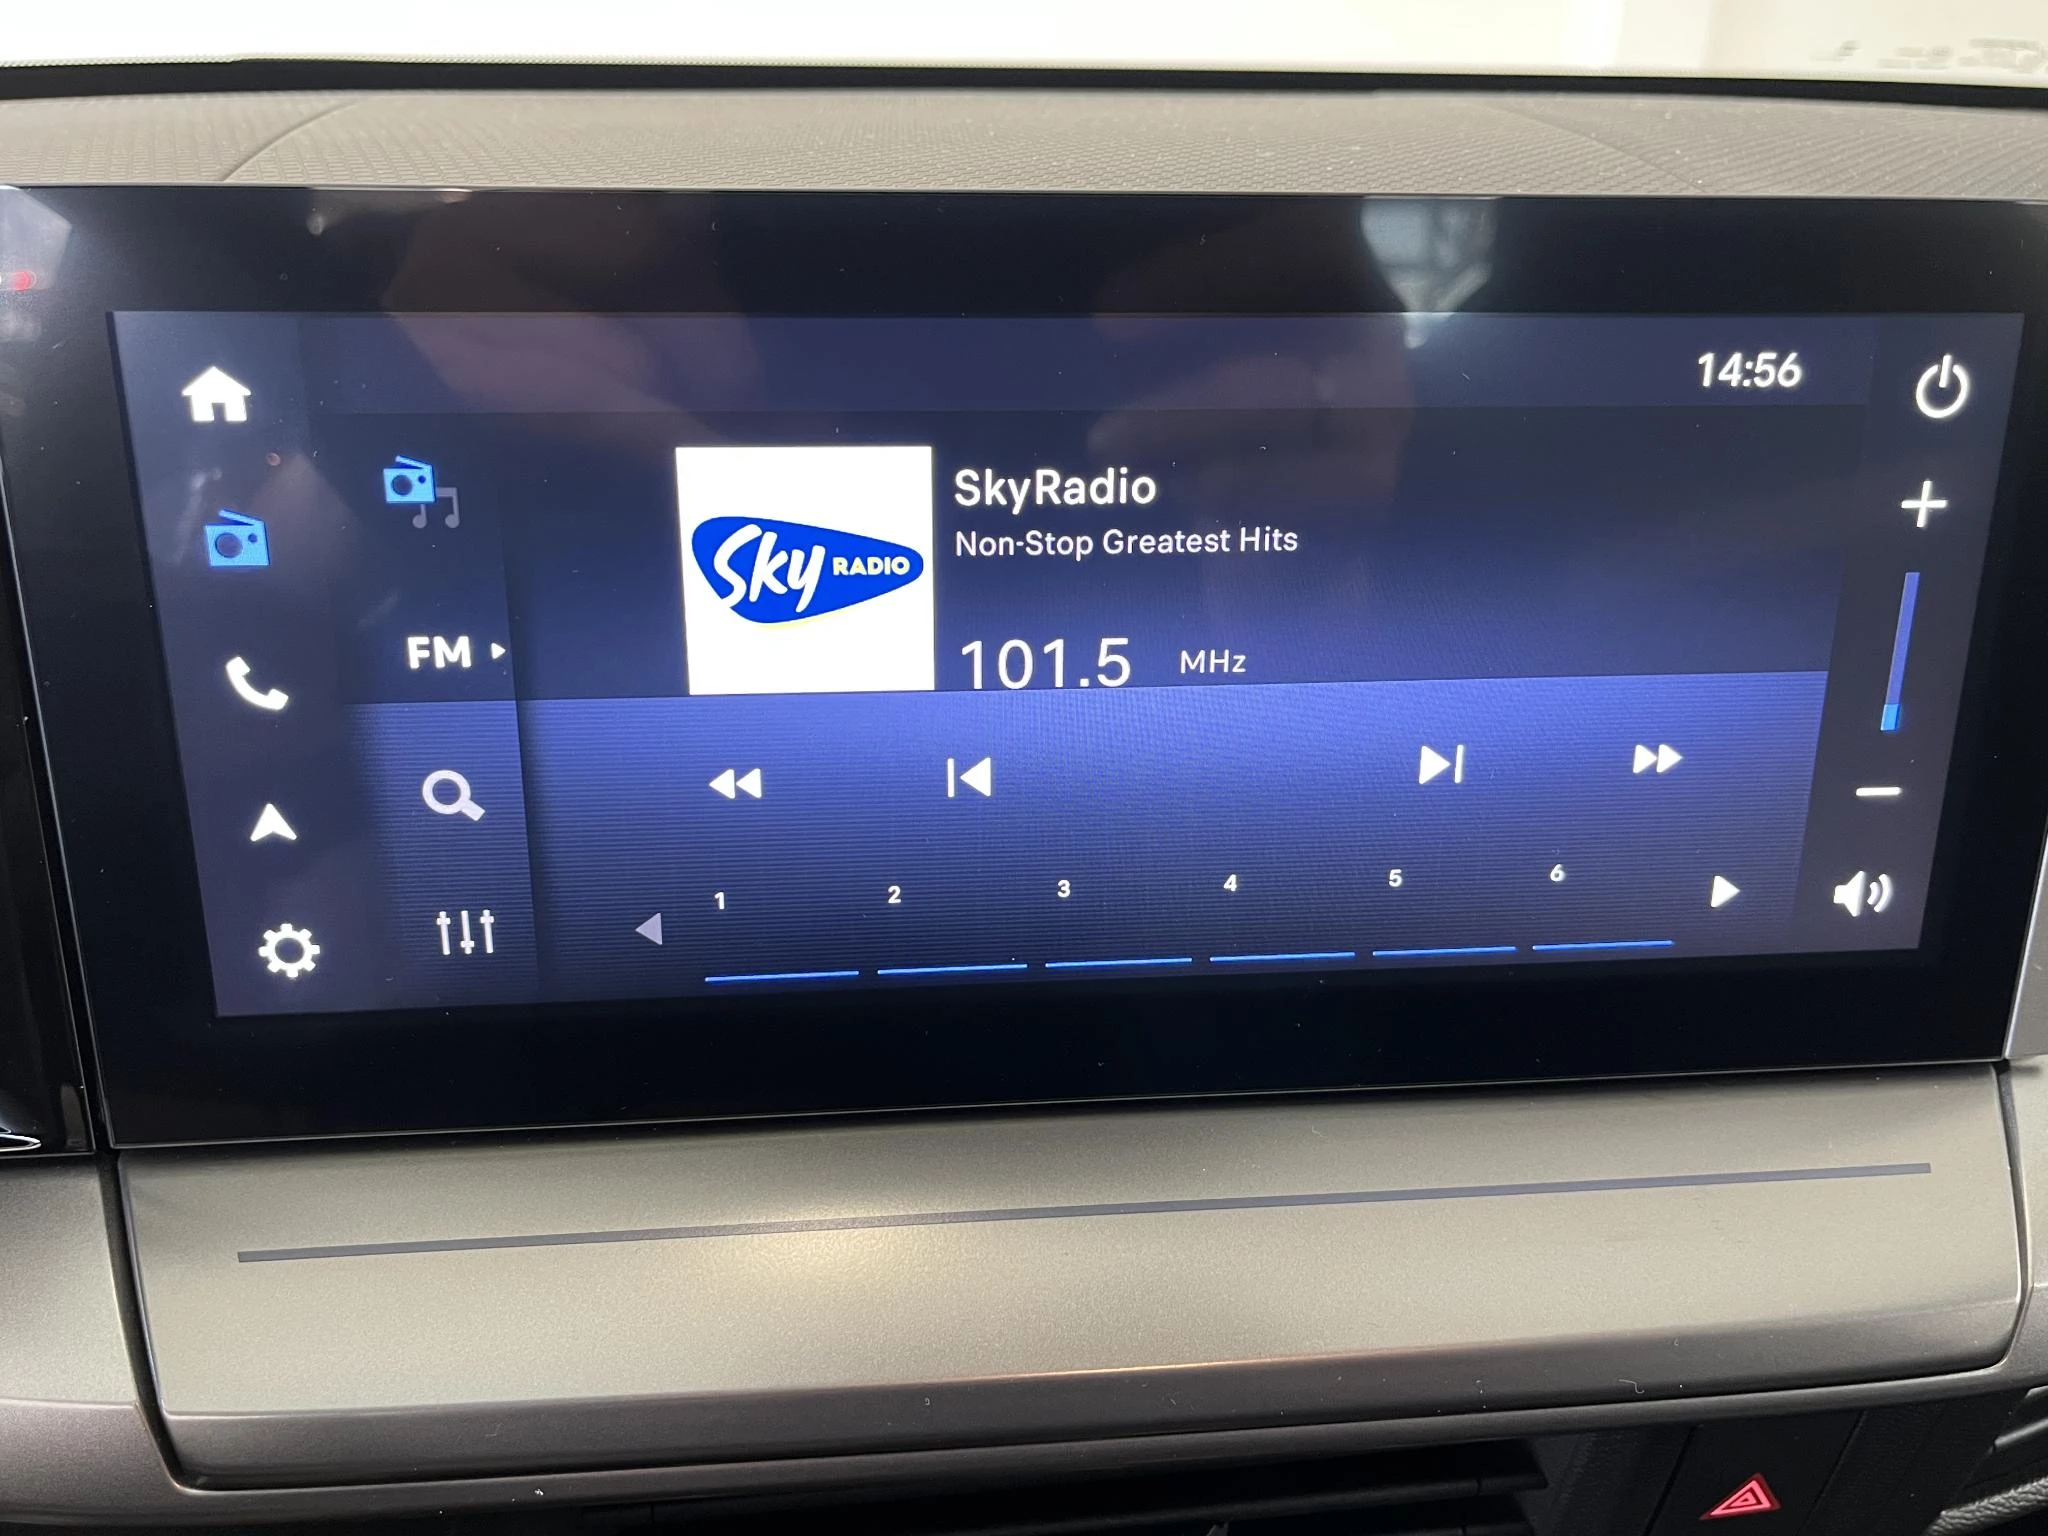 14:56
SkyRadio
Non-Stop Greatest Hits
Sky RADIO
FM
101.5 MHz
1 2 3 4 5 6